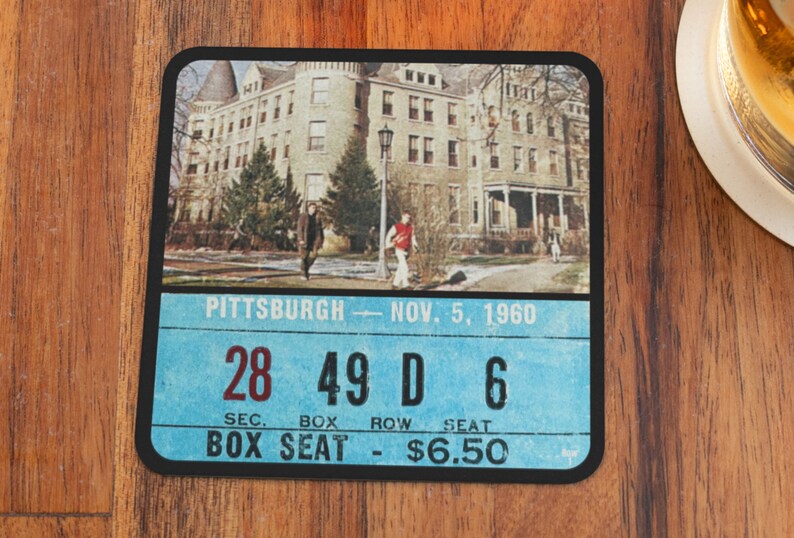 PITTSBURGH — NOV. 5, 1960
28 49 D 6
SEC. BOX ROW SEAT
BOX SEAT - $6.50